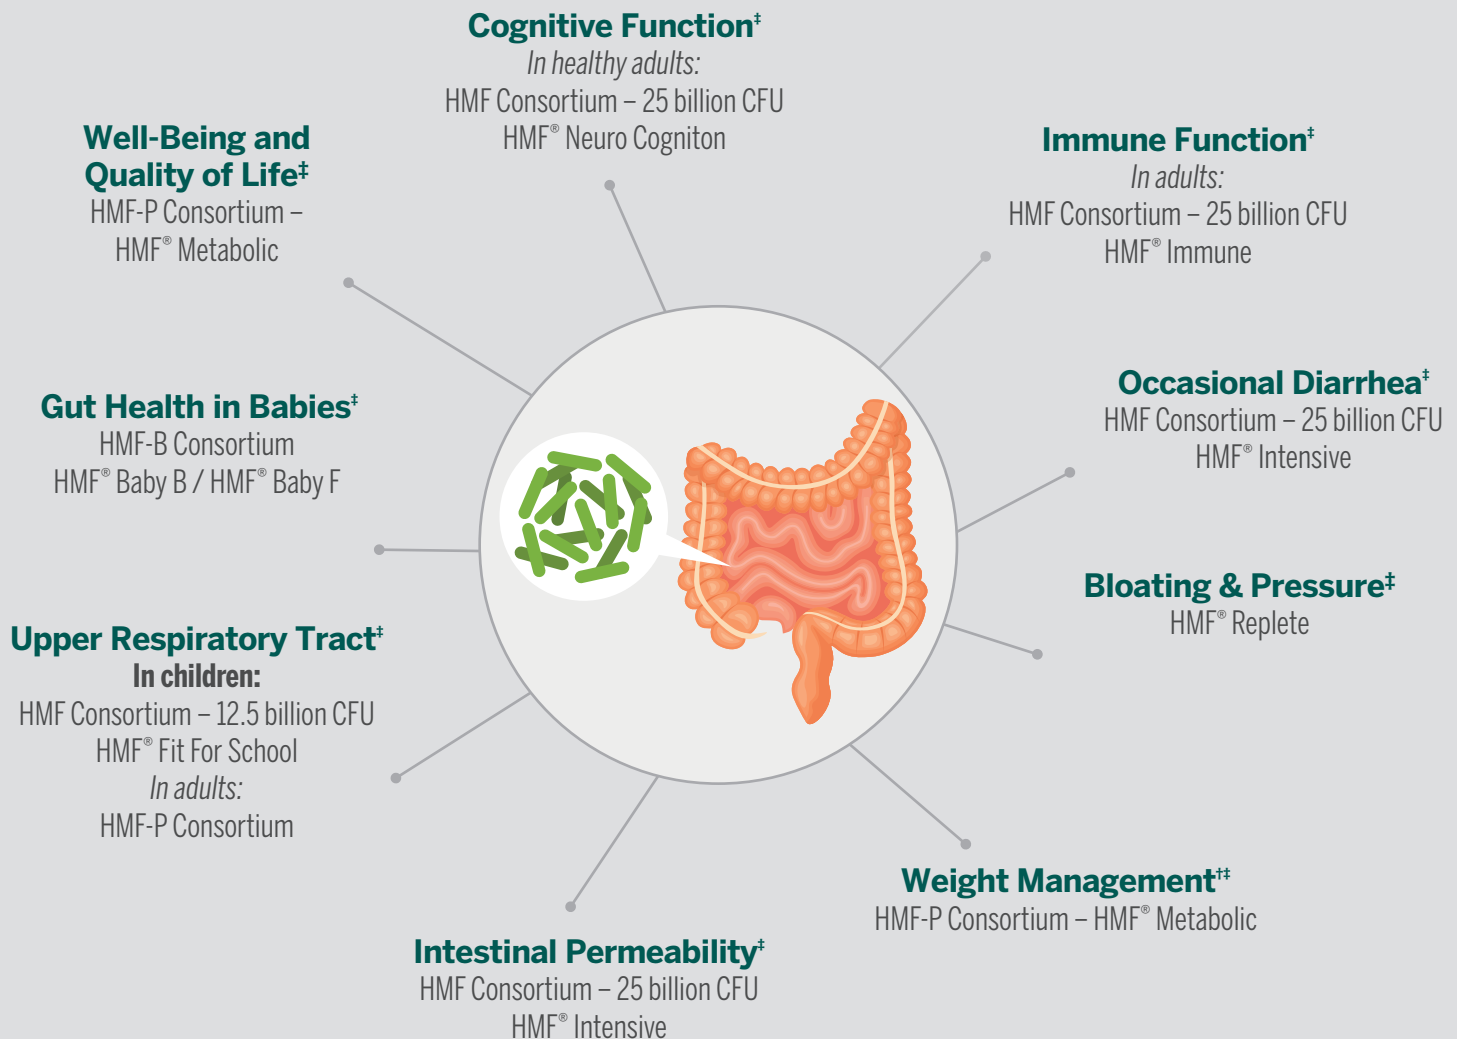 Cognitive Function‡
In healthy adults:
HMF Consortium – 25 billion CFU
HMF® Neuro Cogniton
Immune Function‡
In adults:
HMF Consortium – 25 billion CFU
HMF® Immune
Occasional Diarrhea‡
HMF Consortium – 25 billion CFU
HMF® Intensive
Bloating & Pressure‡
HMF® Replete
Weight Management†‡
HMF-P Consortium – HMF® Metabolic
Intestinal Permeability‡
HMF Consortium – 25 billion CFU
HMF® Intensive
Upper Respiratory Tract‡
In children:
HMF Consortium – 12.5 billion CFU
HMF® Fit For School
In adults:
HMF-P Consortium
Gut Health in Babies‡
HMF-B Consortium
HMF® Baby B / HMF® Baby F
Well-Being and
Quality of Life‡
HMF-P Consortium –
HMF® Metabolic